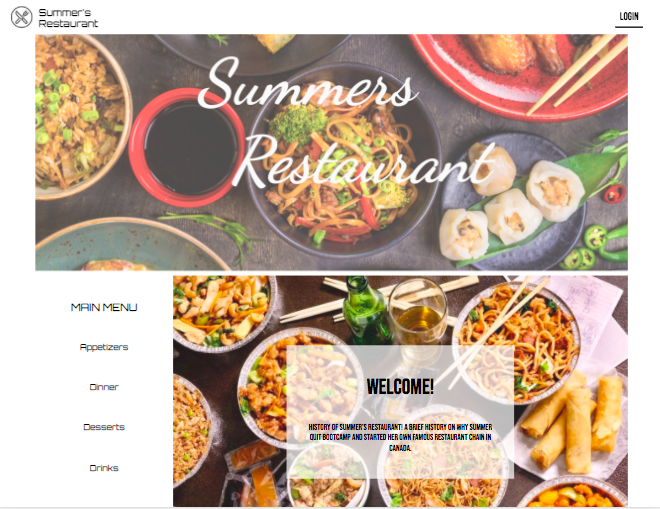 Summer's
Restaurant
LOGIN
Summers
Restaurant
MAIN MENU
Appetizers
Dinner
Desserts
Drinks
WELCOME!
HISTORY OF SUMMER'S RESTAURANT! A BRIEF HISTORY ON WHY SUMMER
QUIT BOOTCAMP AND STARTED HER OWN FAMOUS RESTAURANT CHAIN IN
CANADA.